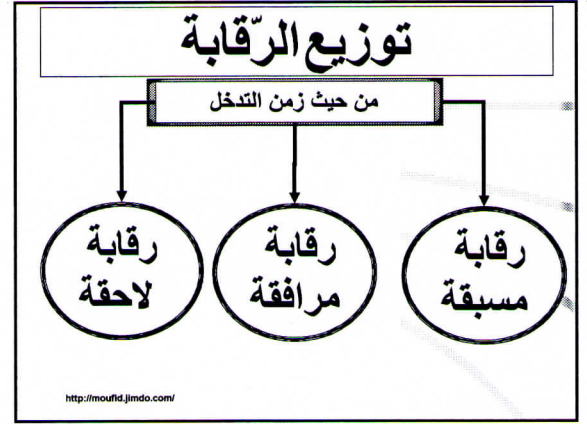 توزيع الرّقابة
من حيث زمن التدخل
رقابة
مسبقة
رقابة
مرافقة
رقابة
لاحقة
http://moufid.jimdo.com/